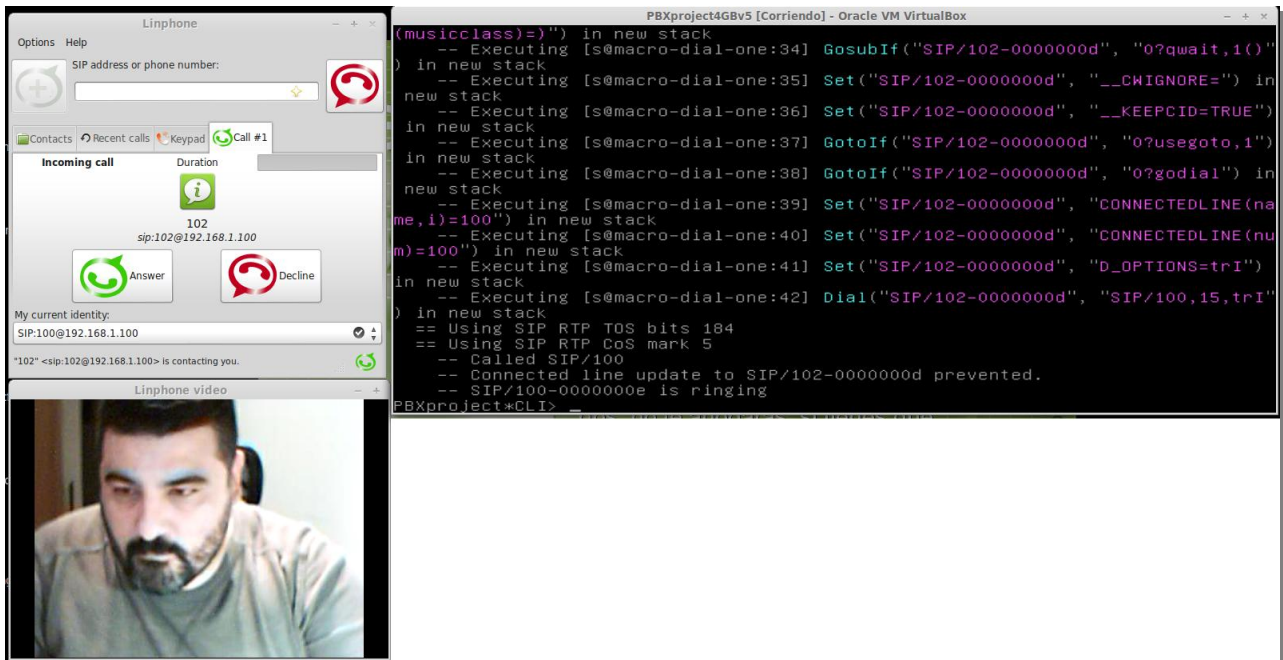 Linphone
Options Help
SIP address or phone number:
Contacts Recent calls Keypad Call #1
Incoming call Duration
102
sip:102@192.168.1.100
Answer Decline
My current identity:
SIP:100@192.168.1.100
"102" <sip:102@192.168.1.100> is contacting you.
Linphone video
PBXproject4GBv5 [Corriendo] - Oracle VM VirtualBox
(musicclass)=)") in new stack
-- Executing [s@macro-dial-one:34] GosubIf("SIP/102-0000000d", "0?qwait,1()"
) in new stack
-- Executing [s@macro-dial-one:35] Set("SIP/102-0000000d", "__CWIGNORE=") in
new stack
-- Executing [s@macro-dial-one:36] Set("SIP/102-0000000d", "__KEEPCID=TRUE")
in new stack
-- Executing [s@macro-dial-one:37] GotoIf("SIP/102-0000000d", "0?usegoto,1")
in new stack
-- Executing [s@macro-dial-one:38] GotoIf("SIP/102-0000000d", "0?godial") in
new stack
-- Executing [s@macro-dial-one:39] Set("SIP/102-0000000d", "CONNECTEDLINE(na
me,i)=100") in new stack
-- Executing [s@macro-dial-one:40] Set("SIP/102-0000000d", "CONNECTEDLINE(nu
m)=100") in new stack
-- Executing [s@macro-dial-one:41] Set("SIP/102-0000000d", "D_OPTIONS=trI")
in new stack
-- Executing [s@macro-dial-one:42] Dial("SIP/102-0000000d", "SIP/100,15,trI"
) in new stack
== Using SIP RTP TOS bits 184
== Using SIP RTP CoS mark 5
-- Called SIP/100
-- Connected line update to SIP/102-0000000d prevented.
-- SIP/100-0000000e is ringing
PBXproject*CLI> _